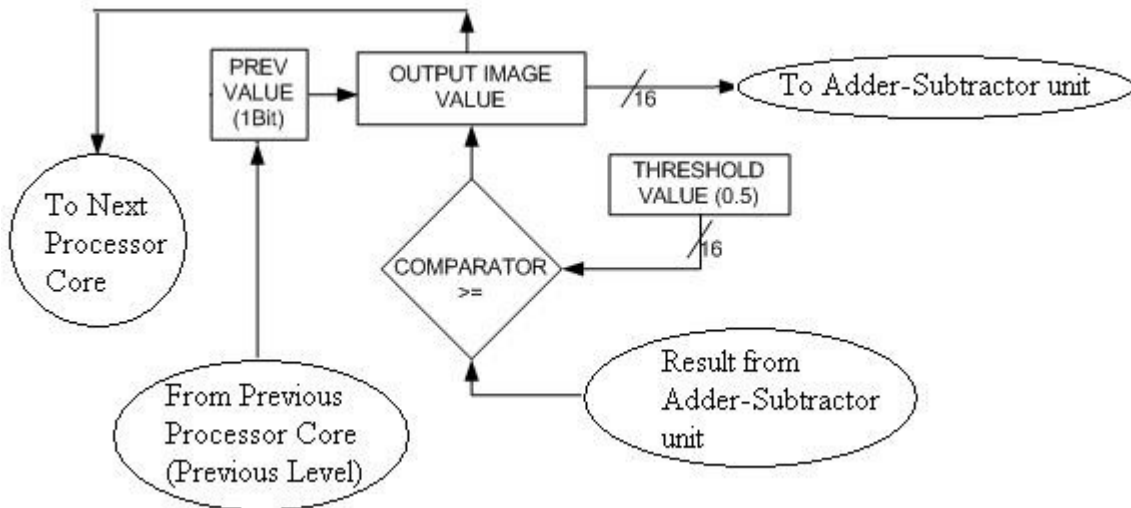 PREV
VALUE
(1Bit)
OUTPUT IMAGE
VALUE
16
To Adder-Subtractor unit
THRESHOLD
VALUE (0.5)
16
To Next
Processor
Core
COMPARATOR
>=
From Previous
Processor Core
(Previous Level)
Result from
Adder-Subtractor
unit